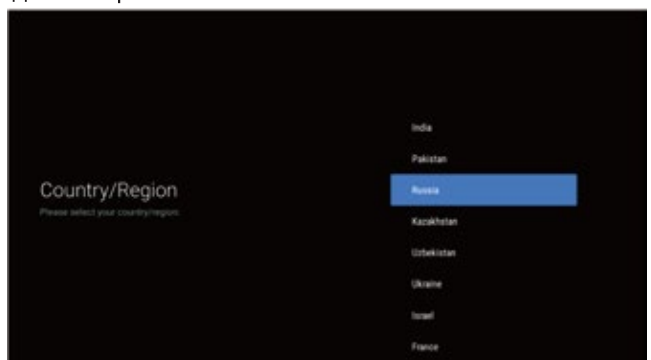 Country/Region
Please select your country/region:
India
Pakistan
Russia
Kazakhstan
Uzbekistan
Ukraine
Israel
France